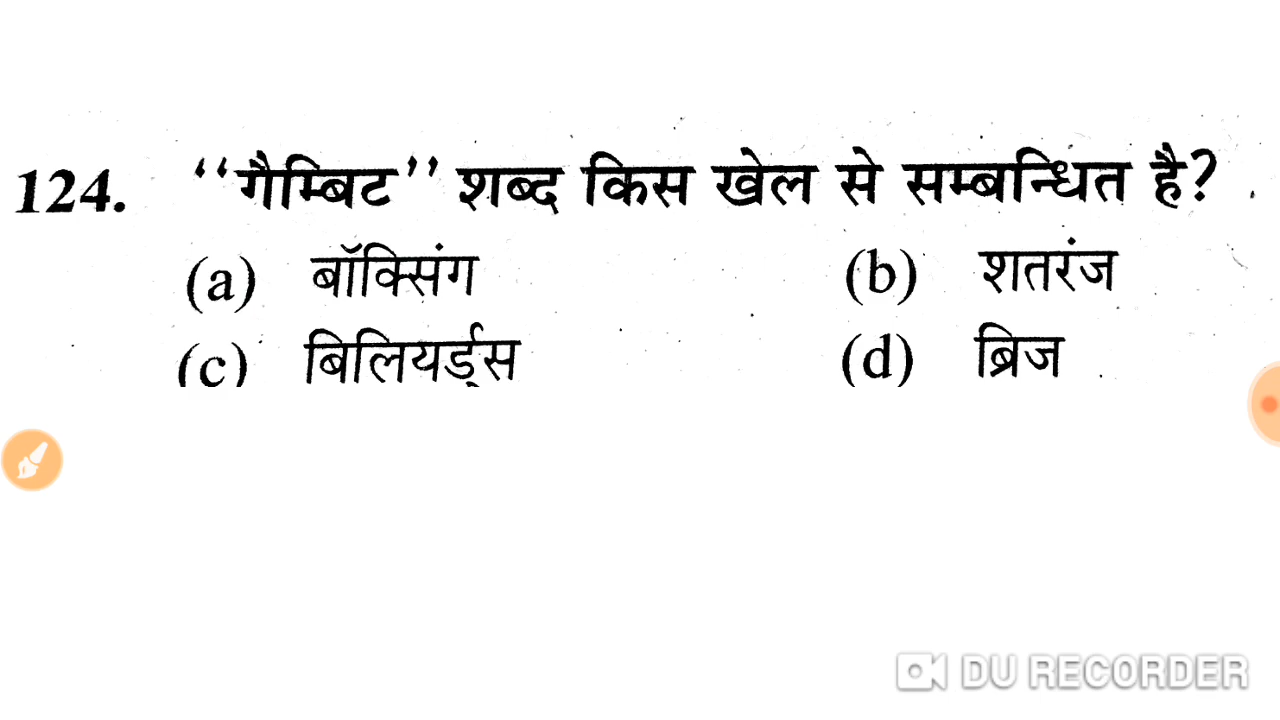 124. ‘‘गैम्बिट’’ शब्द किस खेल से सम्बन्धित है?
(a) बॉक्सिंग (b) शतरंज
(c) बिलियर्ड्स (d) ब्रिज
DU RECORDER